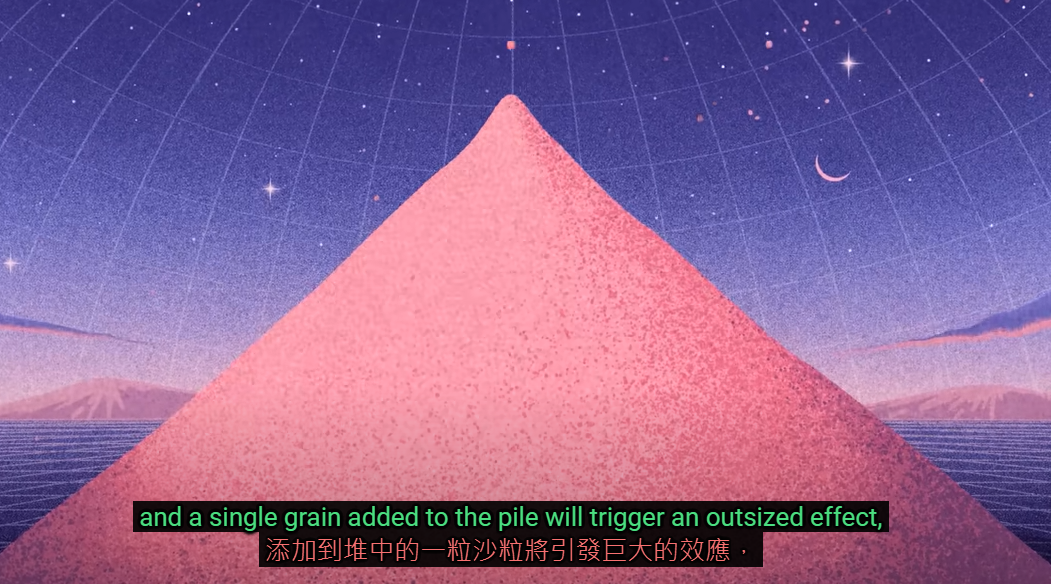 and a single grain added to the pile will trigger an outsized effect,
添加到堆中的一粒沙粒將引發巨大的效應，